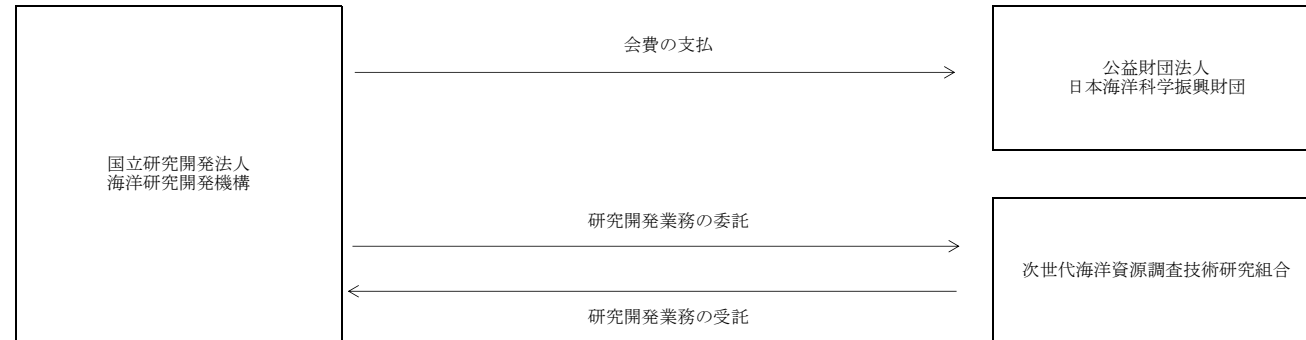 会費の支払
公益財団法人
日本海洋科学振興財団
国立研究開発法人
海洋研究開発機構
研究開発業務の委託
次世代海洋資源調査技術研究組合
研究開発業務の受託